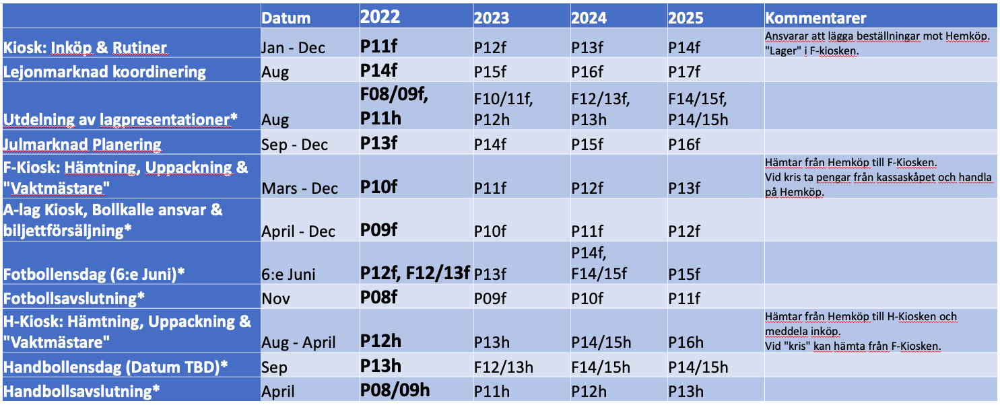 Datum 2022 2023 2024 2025 Kommentarer
Kiosk: Inköp & Rutiner Jan - Dec P11f P12f P13f P14f Ansvarar att lägga beställningar mot Hemköp.
"Lager" i F-kiosken.
Lejonmarknad koordinering Aug P14f P15f P16f P17f
F08/09f, F10/11f, F12/13f, F14/15f,
Utdelning av lagpresentationer* Aug P11h P12h P13h P14/15h
Julmarknad Planering Sep - Dec P13f P14f P15f P16f
F-Kiosk: Hämtning, Uppackning &
"Vaktmästare" Mars - Dec P10f P11f P12f P13f
Hämtar från Hemköp till F-Kiosken.
Vid kris ta pengar från kassaskåpet och handla
på Hemköp.
A-lag Kiosk, Bollkalle ansvar &
biljettförsäljning* April - Dec P09f P10f P11f P12f
P14f,
Fotbollensdag (6:e Juni)* 6:e Juni P12f, F12/13f P13f F14/15f P15f
Fotbollsavslutning* Nov P08f P09f P10f P11f
H-Kiosk: Hämtning, Uppackning &
"Vaktmästare" Aug - April P12h P13h P14/15h P16h
Hämtar från Hemköp till H-Kiosken och
meddela inköp.
Vid "kris" kan hämta från F-Kiosken.
Handbollensdag (Datum TBD)* Sep P13h F12/13h F14/15h P14/15h
Handbollsavslutning* April P08/09h P11h P12h P13h